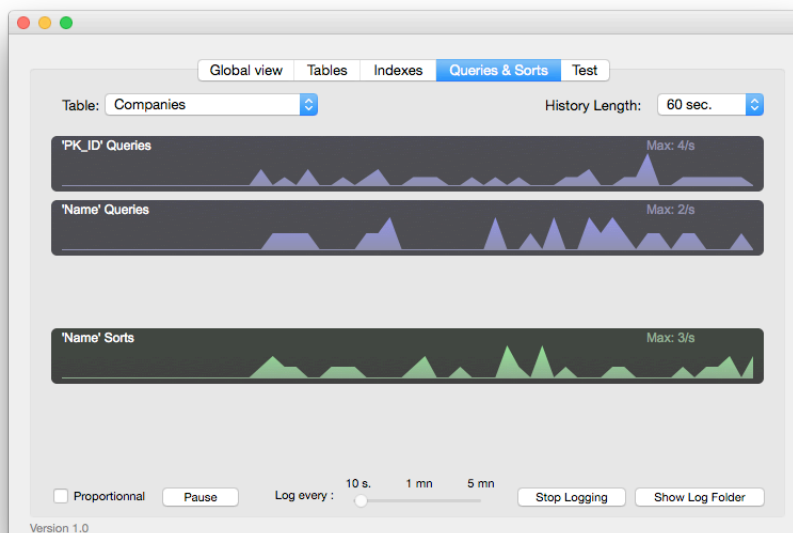 Global view Tables Indexes Queries & Sorts Test
Table: Companies History Length: 60 sec.
'PK_ID' Queries Max: 4/s
'Name' Queries Max: 2/s
'Name' Sorts Max: 3/s
10 s. 1 mn 5 mn
Proportionnal Pause Log every : Stop Logging Show Log Folder
Version 1.0